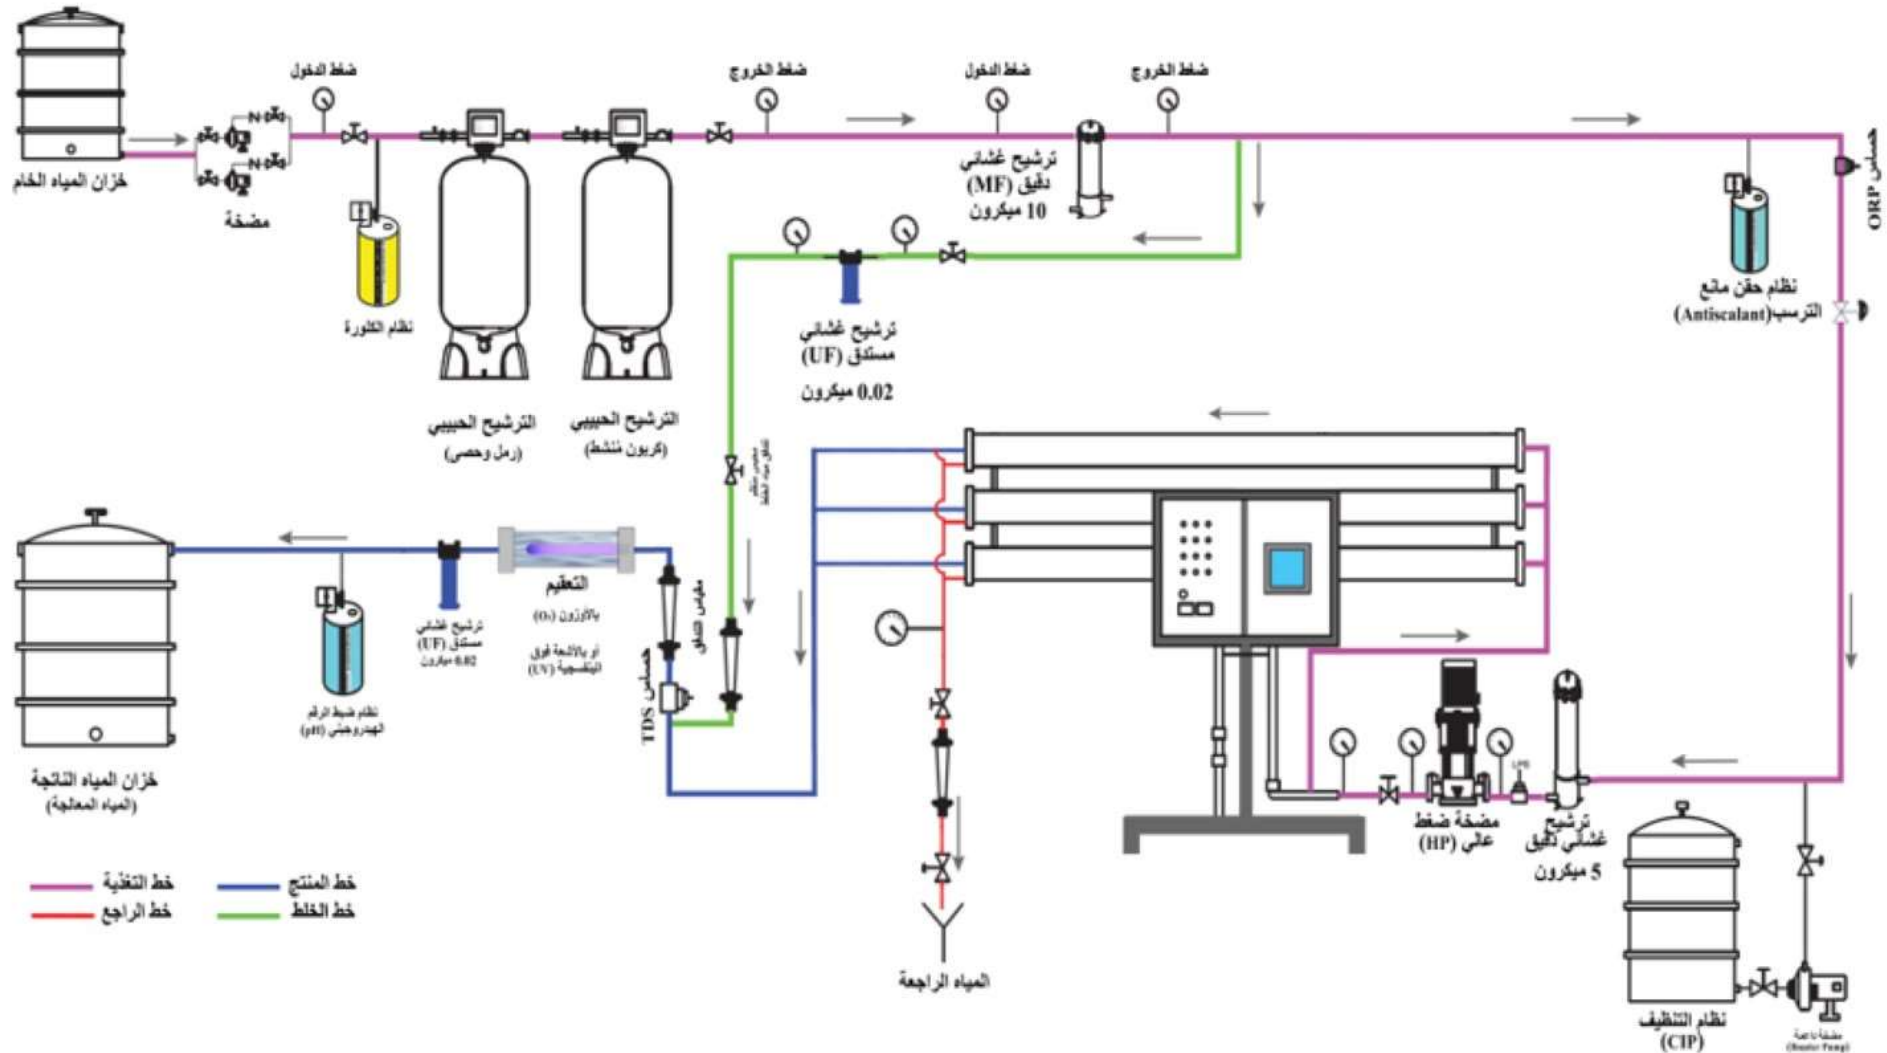 ضغط الدخول
ضغط الخروج
ضغط الدخول
ضغط الخروج
خزان المياه الخام
مضخة
نظام الكلورة
الترشيح الحبيبي
(رمل وحصى)
الترشيح الحبيبي
(كربون مُنشط)
ترشيح غشائي
دقيق (MF)
10 ميكرون
ترشيح غشائي
مستدق (UF)
0.02 ميكرون
نظام حقن مانع
الترسب(Antiscalant)
حساس ORP
التعقيم
بالأوزون (O₃)
أو بالأشعة فوق
البنفسجية (UV)
ترشيح غشائي
مستدق (UF)
0.02 ميكرون
نظام ضبط الرقم
الهيدروجيني (pH)
مقياس التدفق
حساس TDS
خزان المياه الناتجة
(المياه المعالجة)
LPS
مضخة ضغط
عالي (HP)
ترشيح
غشائي دقيق
5 ميكرون
خط التغذية
خط المنتج
خط الراجع
خط الخلط
المياه الراجعة
نظام التنظيف
(CIP)